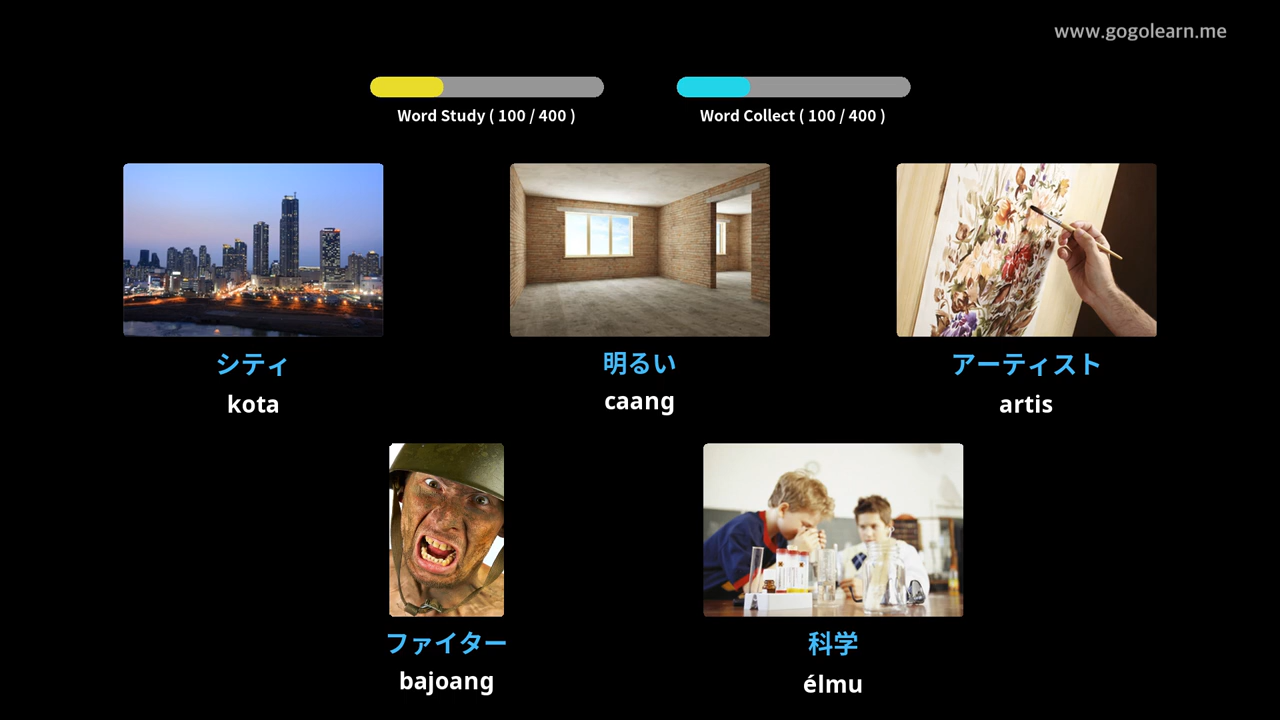 www.gogolearn.me
Word Study ( 100 / 400 )
Word Collect ( 100 / 400 )
シティ
kota
明るい
caang
アーティスト
artis
ファイター
bajoang
科学
élmu